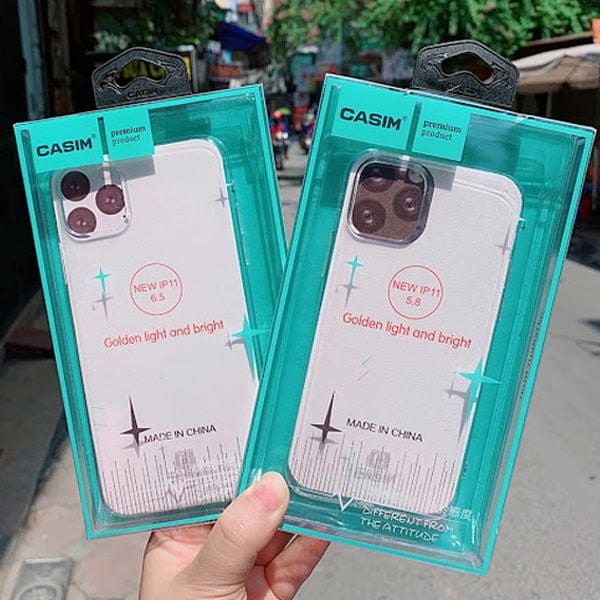 CASIM
CASIM®
premium
product
NEW IP11
6.5
Golden light and bright
MADE IN CHINA
CASIM®
premium
product
NEW IP11
5.8
Golden light and bright
MADE IN CHINA
DIFFERENT FROM
THE ATTITUDE